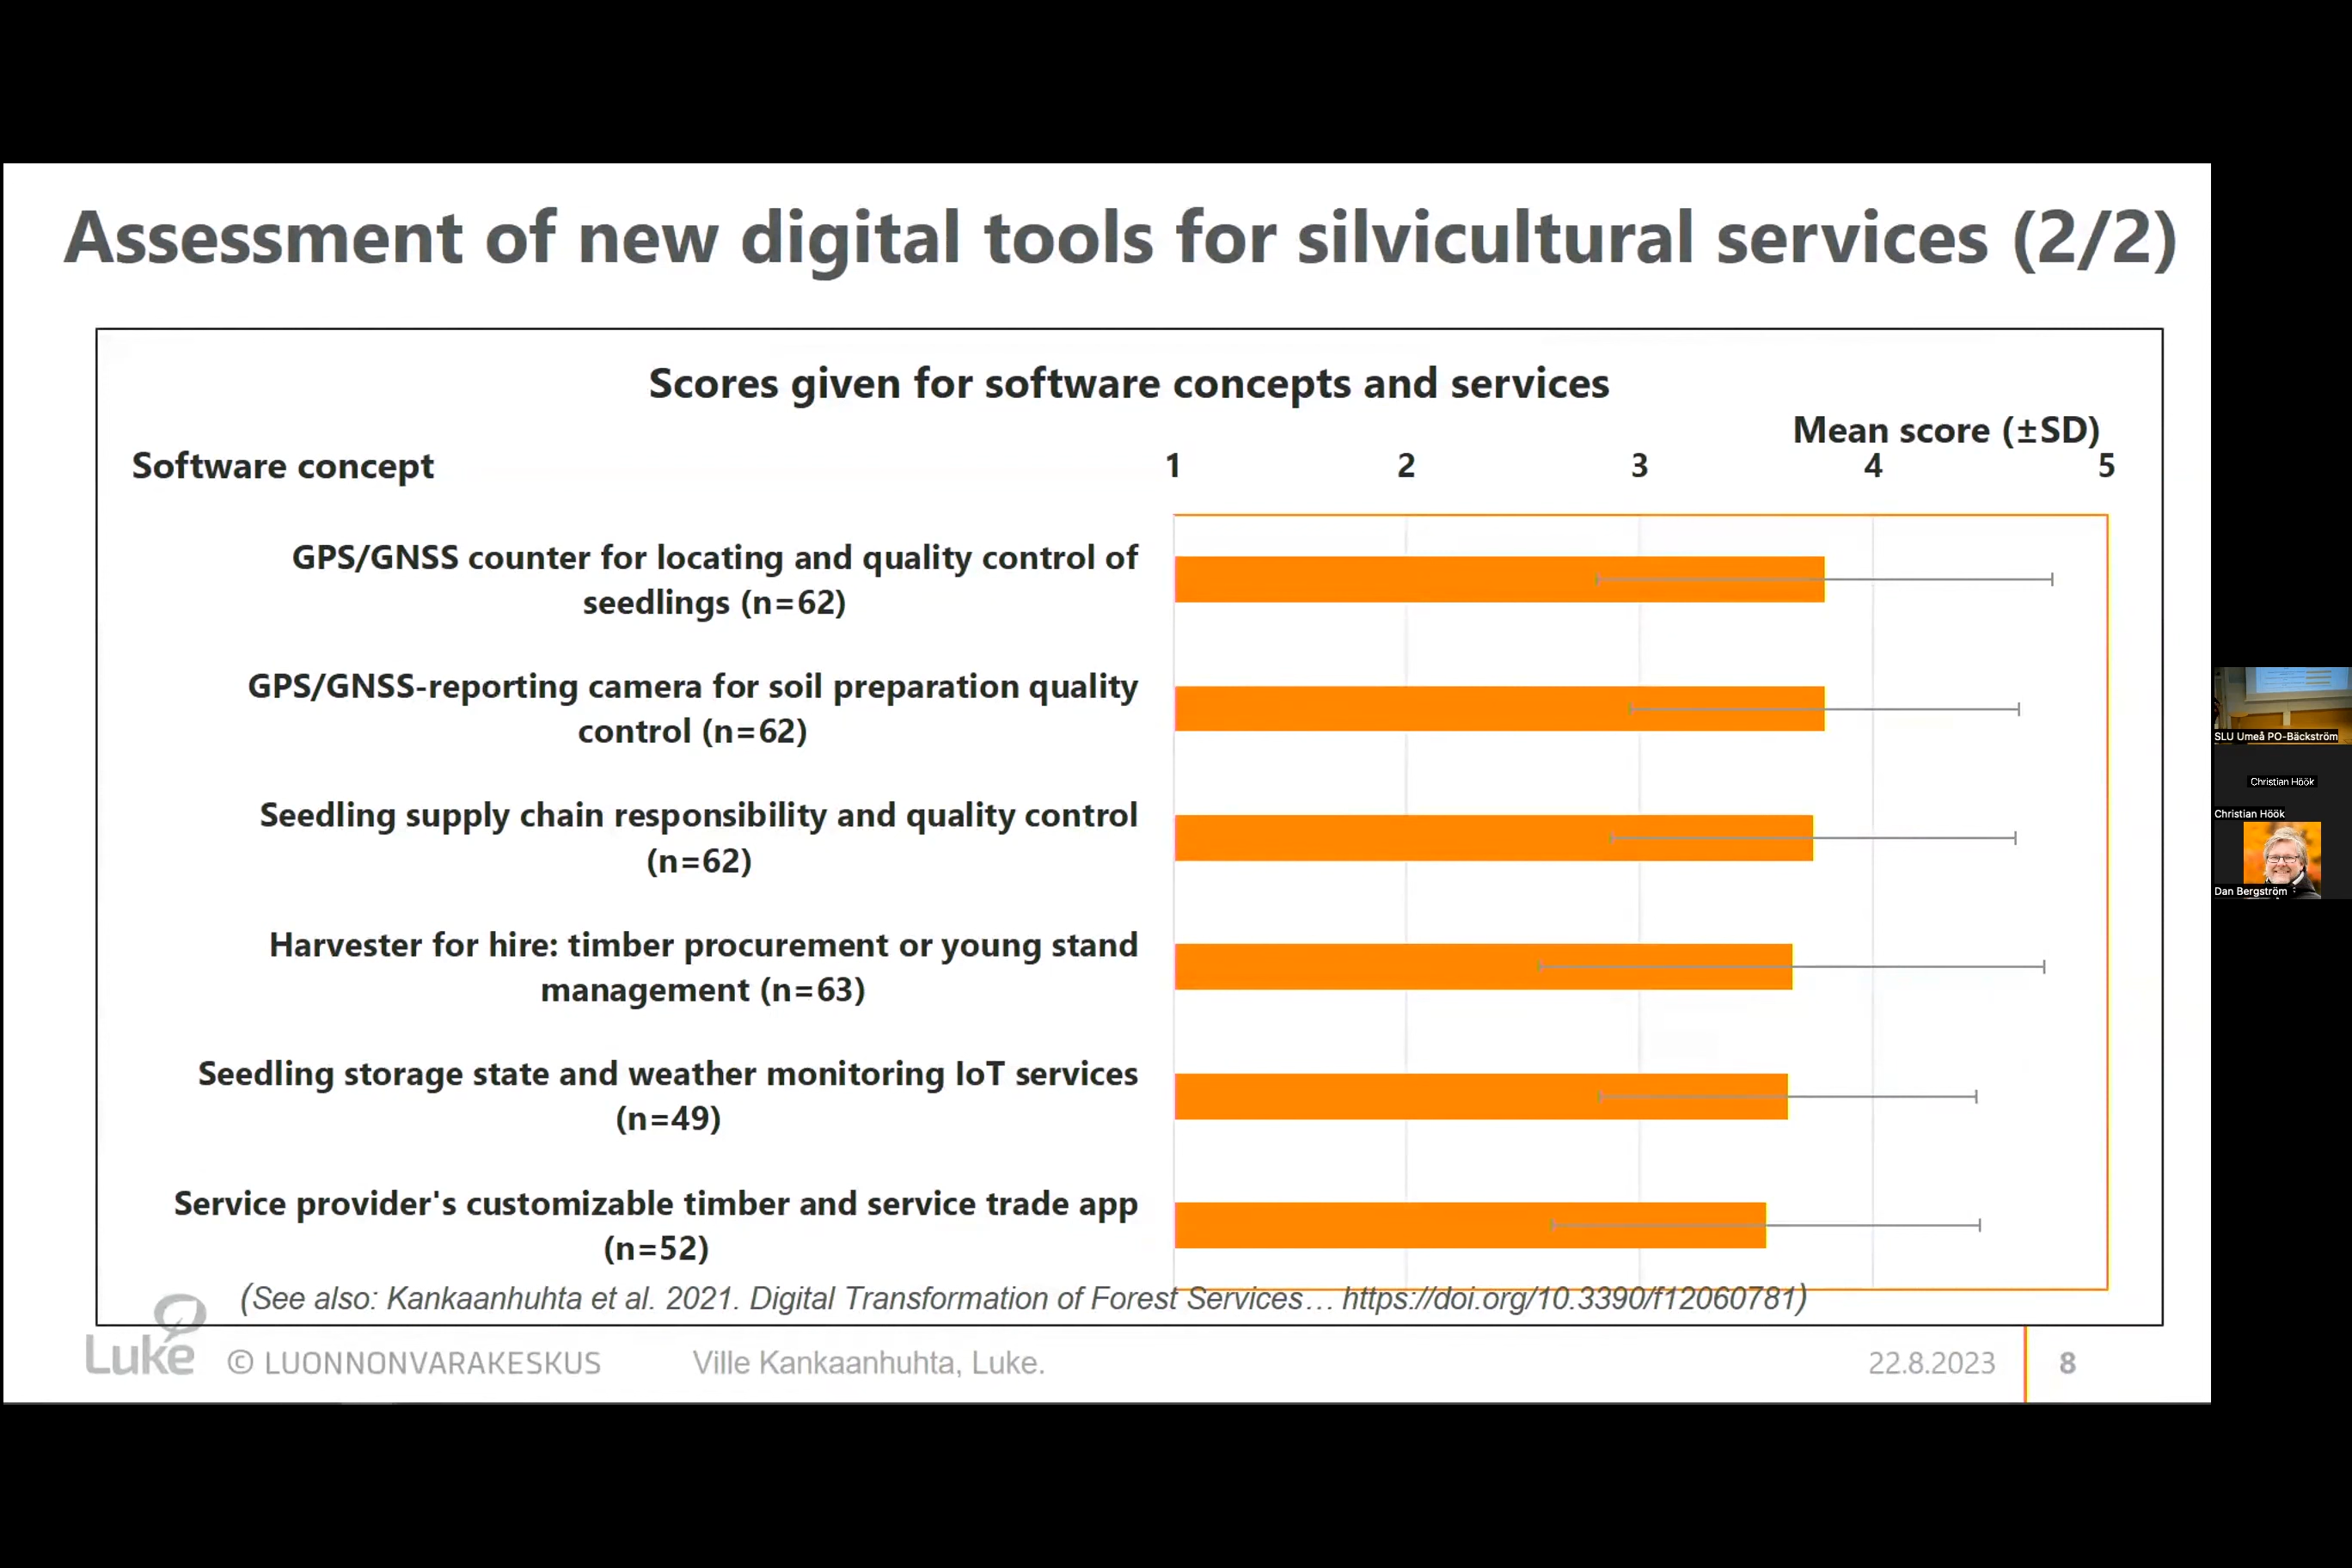 Assessment of new digital tools for silvicultural services (2/2)
Scores given for software concepts and services
Mean score (±SD)
Software concept
1 2 3 4 5
GPS/GNSS counter for locating and quality control of
seedlings (n=62)
GPS/GNSS-reporting camera for soil preparation quality
control (n=62)
Seedling supply chain responsibility and quality control
(n=62)
Harvester for hire: timber procurement or young stand
management (n=63)
Seedling storage state and weather monitoring IoT services
(n=49)
Service provider's customizable timber and service trade app
(n=52)
(See also: Kankaanhuhta et al. 2021. Digital Transformation of Forest Services… https://doi.org/10.3390/f12060781)
Luke © LUONNONVARAKESKUS Ville Kankaanhuhta, Luke. 22.8.2023 8
SLU Umeå PO-Bäckström
Christian Höök
Christian Höök
Dan Bergström